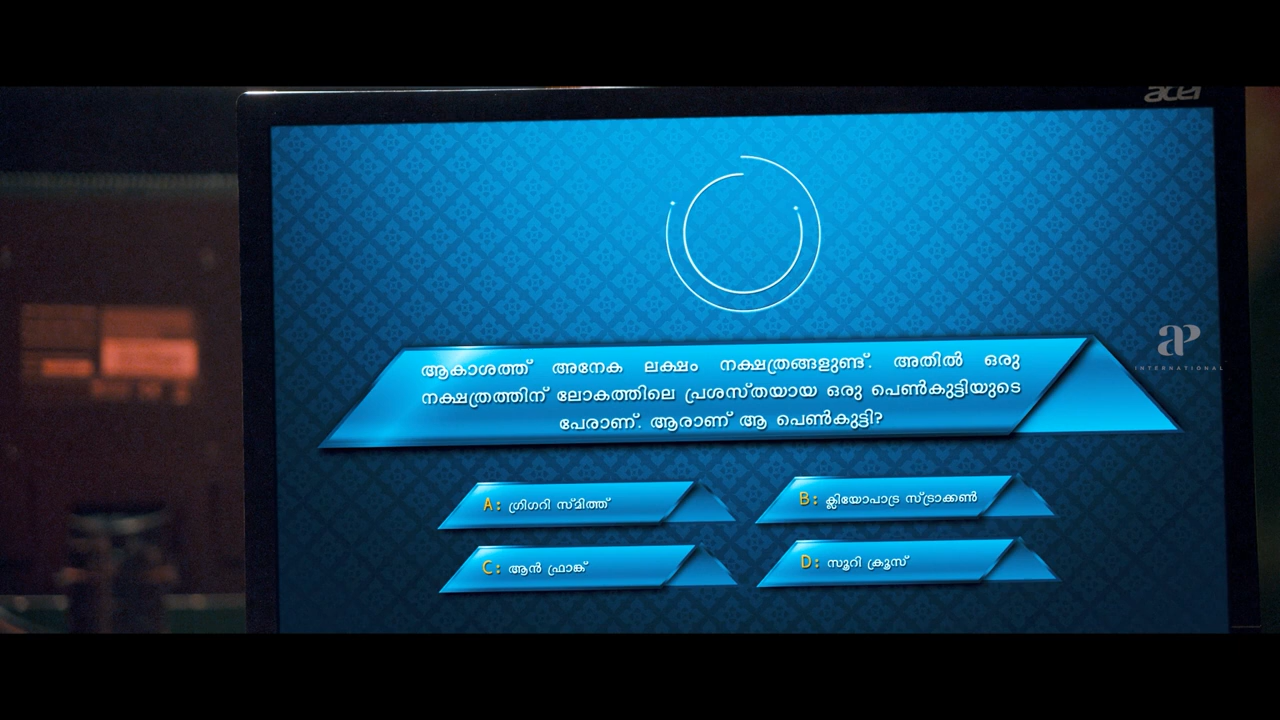 acer
ആകാശത്ത് അനേക ലക്ഷം നക്ഷത്രങ്ങളുണ്ട്. അതിൽ ഒരു
നക്ഷത്രത്തിന് ലോകത്തിലെ പ്രശസ്തയായ ഒരു പെൺകുട്ടിയുടെ
പേരാണ്. ആരാണ് ആ പെൺകുട്ടി?
A: ഗ്രിഗറി സ്മിത്ത്
B: ക്ലിയോപാട്ര സ്ട്രാക്കൺ
C: ആൻ ഫ്രാങ്ക്
D: സൂറി ക്രൂസ്
ap
INTERNATIONAL